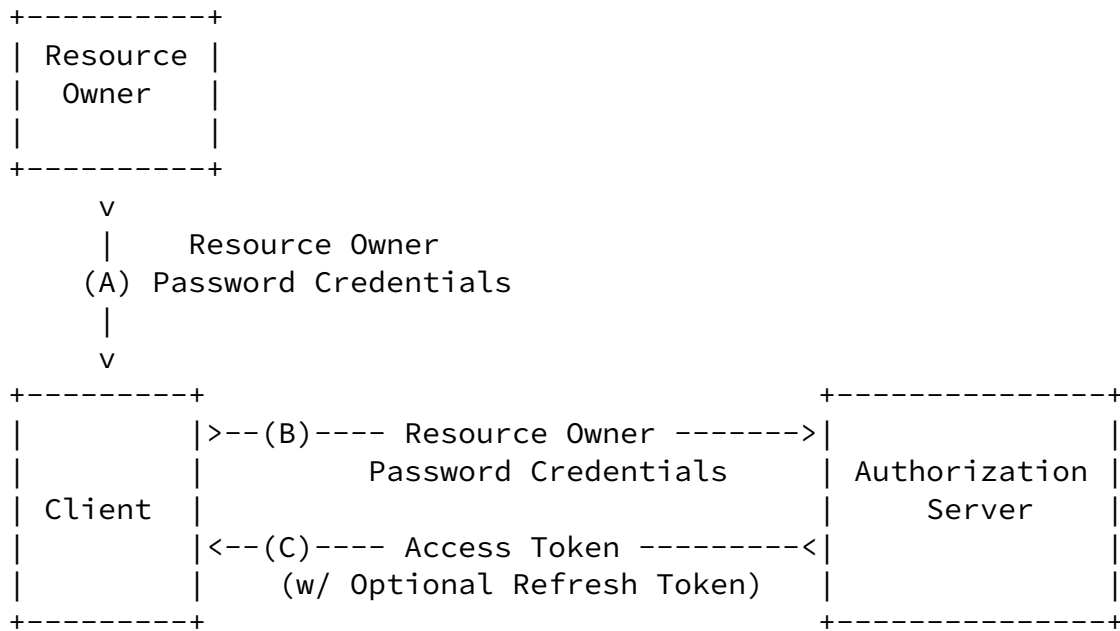 Resource
Owner
v
Resource Owner
(A) Password Credentials
v
>--(B)---- Resource Owner ------->
Password Credentials
Authorization
Client
Server
<--(C)---- Access Token ---------<
(w/ Optional Refresh Token)